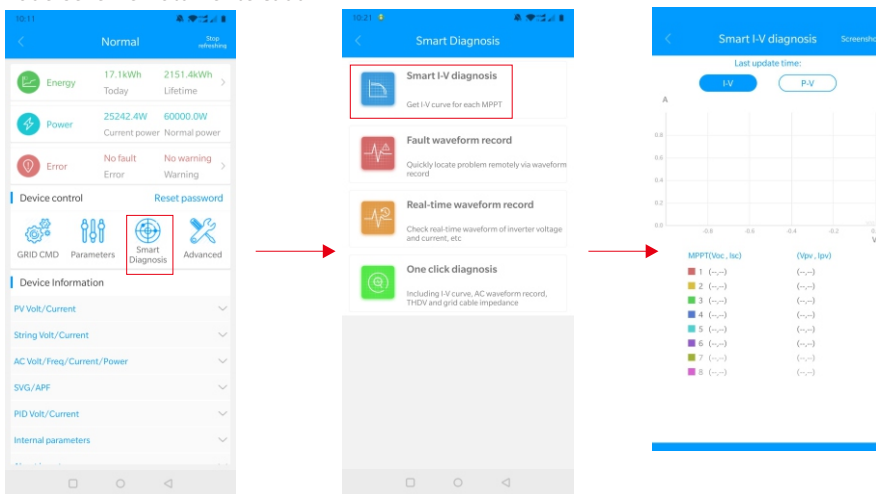 10:11
Normal
Stop
refreshing
Energy
17.1kWh 2151.4kWh
Today Lifetime
Power
25242.4W 60000.0W
Current power Normal power
Error
No fault No warning
Error Warning
Device control Reset password
GRID CMD Parameters Smart Diagnosis Advanced
Device Information
PV Volt/Current
String Volt/Current
AC Volt/Freq/Current/Power
SVG/APF
PID Volt/Current
Internal parameters
10:21
Smart Diagnosis
Smart I-V diagnosis
Get I-V curve for each MPPT
Fault waveform record
Quickly locate problem remotely via waveform
record
Real-time waveform record
Check real-time waveform of inverter voltage
and current, etc
One click diagnosis
Including I-V curve, AC waveform record,
THDV and grid cable impedance
Smart I-V diagnosis
Last update time:
I-V P-V
A
0.8
0.6
0.4
0.2
0.0
-0.8 -0.6 -0.4 -0.2
V
MPPT(Voc , Isc) (Vpv , Ipv)
1 (--,--) (--,--)
2 (--,--) (--,--)
3 (--,--) (--,--)
4 (--,--) (--,--)
5 (--,--) (--,--)
6 (--,--) (--,--)
7 (--,--) (--,--)
8 (--,--) (--,--)